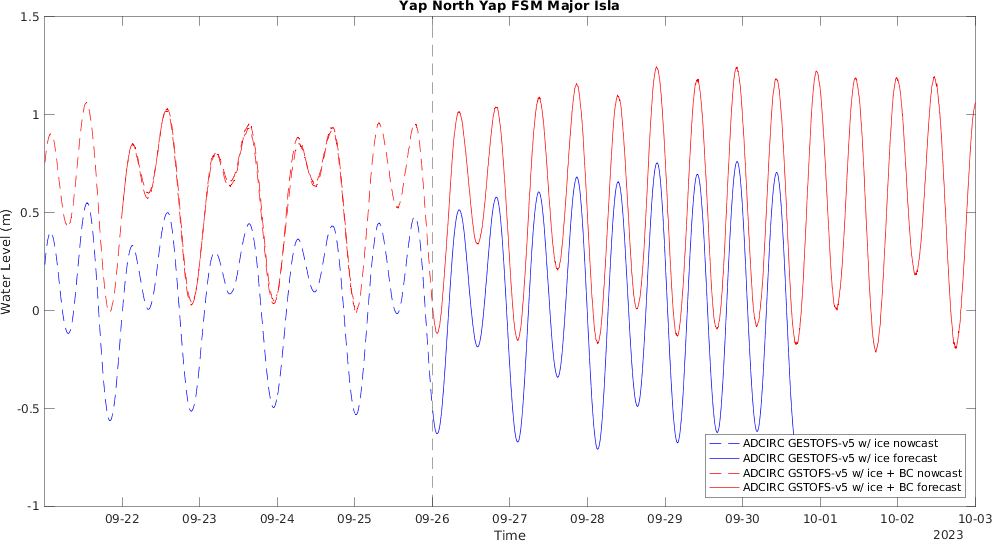 Yap North Yap FSM Major Isla
Water Level (m)
1.5
1
0.5
0
-0.5
-1
ADCIRC GESTOFS-v5 w/ ice nowcast
ADCIRC GESTOFS-v5 w/ ice forecast
ADCIRC GSTOFS-v5 w/ ice + BC nowcast
ADCIRC GSTOFS-v5 w/ ice + BC forecast
09-22 09-23 09-24 09-25 09-26 09-27 09-28 09-29 09-30 10-01 10-02 10-03
Time
2023